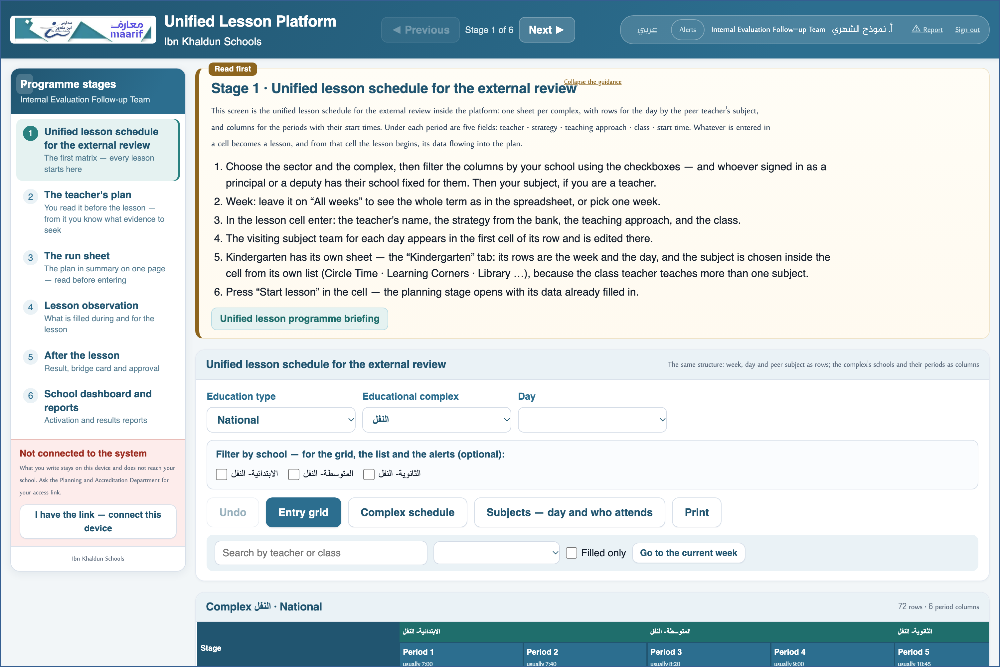 مدارس
ابن خلدون
Ibn Khaldun Schools
معارف
maarif
Unified Lesson Platform
Ibn Khaldun Schools
◀ Previous
Stage 1 of 6
Next ▶
عربي
Alerts
Internal Evaluation Follow-up Team
أ. نموذج الشهري
⚠ Report
Sign out
Programme stages
Internal Evaluation Follow-up Team
1
Unified lesson schedule
for the external review
The first matrix — every lesson
starts here
2
The teacher's plan
You read it before the lesson —
from it you know what evidence to
seek
3
The run sheet
The plan in summary on one page
— read before entering
4
Lesson observation
What is filled during and for the
lesson
5
After the lesson
Result, bridge card and approval
6
School dashboard and
reports
Activation and results reports
Not connected to the system
What you write stays on this device and does not reach your
school. Ask the Planning and Accreditation Department for
your access link.
I have the link — connect this
device
Ibn Khaldun Schools
Read first
Collapse the guidance
Stage 1 · Unified lesson schedule for the external review
This screen is the unified lesson schedule for the external review inside the platform: one sheet per complex, with rows for the day by the peer teacher's subject,
and columns for the periods with their start times. Under each period are five fields: teacher · strategy · teaching approach · class · start time. Whatever is entered in
a cell becomes a lesson, and from that cell the lesson begins, its data flowing into the plan.
1. Choose the sector and the complex, then filter the columns by your school using the checkboxes — and whoever signed in as a
principal or a deputy has their school fixed for them. Then your subject, if you are a teacher.
2. Week: leave it on “All weeks” to see the whole term as in the spreadsheet, or pick one week.
3. In the lesson cell enter: the teacher's name, the strategy from the bank, the teaching approach, and the class.
4. The visiting subject team for each day appears in the first cell of its row and is edited there.
5. Kindergarten has its own sheet — the “Kindergarten” tab: its rows are the week and the day, and the subject is chosen inside the
cell from its own list (Circle Time · Learning Corners · Library …), because the class teacher teaches more than one subject.
6. Press “Start lesson” in the cell — the planning stage opens with its data already filled in.
Unified lesson programme briefing
Unified lesson schedule for the external review
The same structure: week, day and peer subject as rows; the complex's schools and their periods as columns
Education type
Educational complex
Day
National
النفل
Filter by school — for the grid, the list and the alerts (optional):
الابتدائية- النفل
المتوسطة- النفل
الثانوية- النفل
Undo
Entry grid
Complex schedule
Subjects — day and who attends
Print
Search by teacher or class
Filled only
Go to the current week
Complex النفل · National
72 rows · 6 period columns
Stage
الابتدائية- النفل
المتوسطة- النفل
الثانوية- النفل
Period 1
Period 2
Period 3
Period 4
Period 5
usually 7:00
usually 7:40
usually 8:20
usually 9:00
usually 10:45